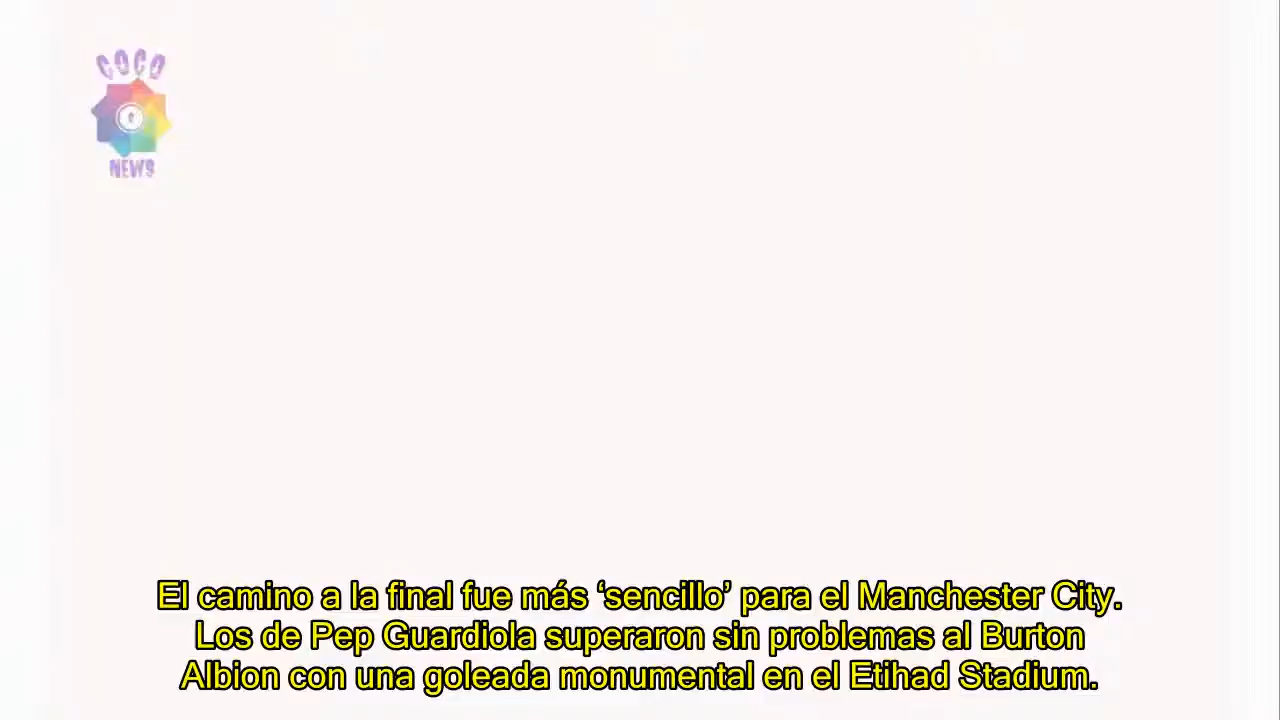 COCO
NEWS
El camino a la final fue más ‘sencillo’ para el Manchester City.
Los de Pep Guardiola superaron sin problemas al Burton
Albion con una goleada monumental en el Etihad Stadium.